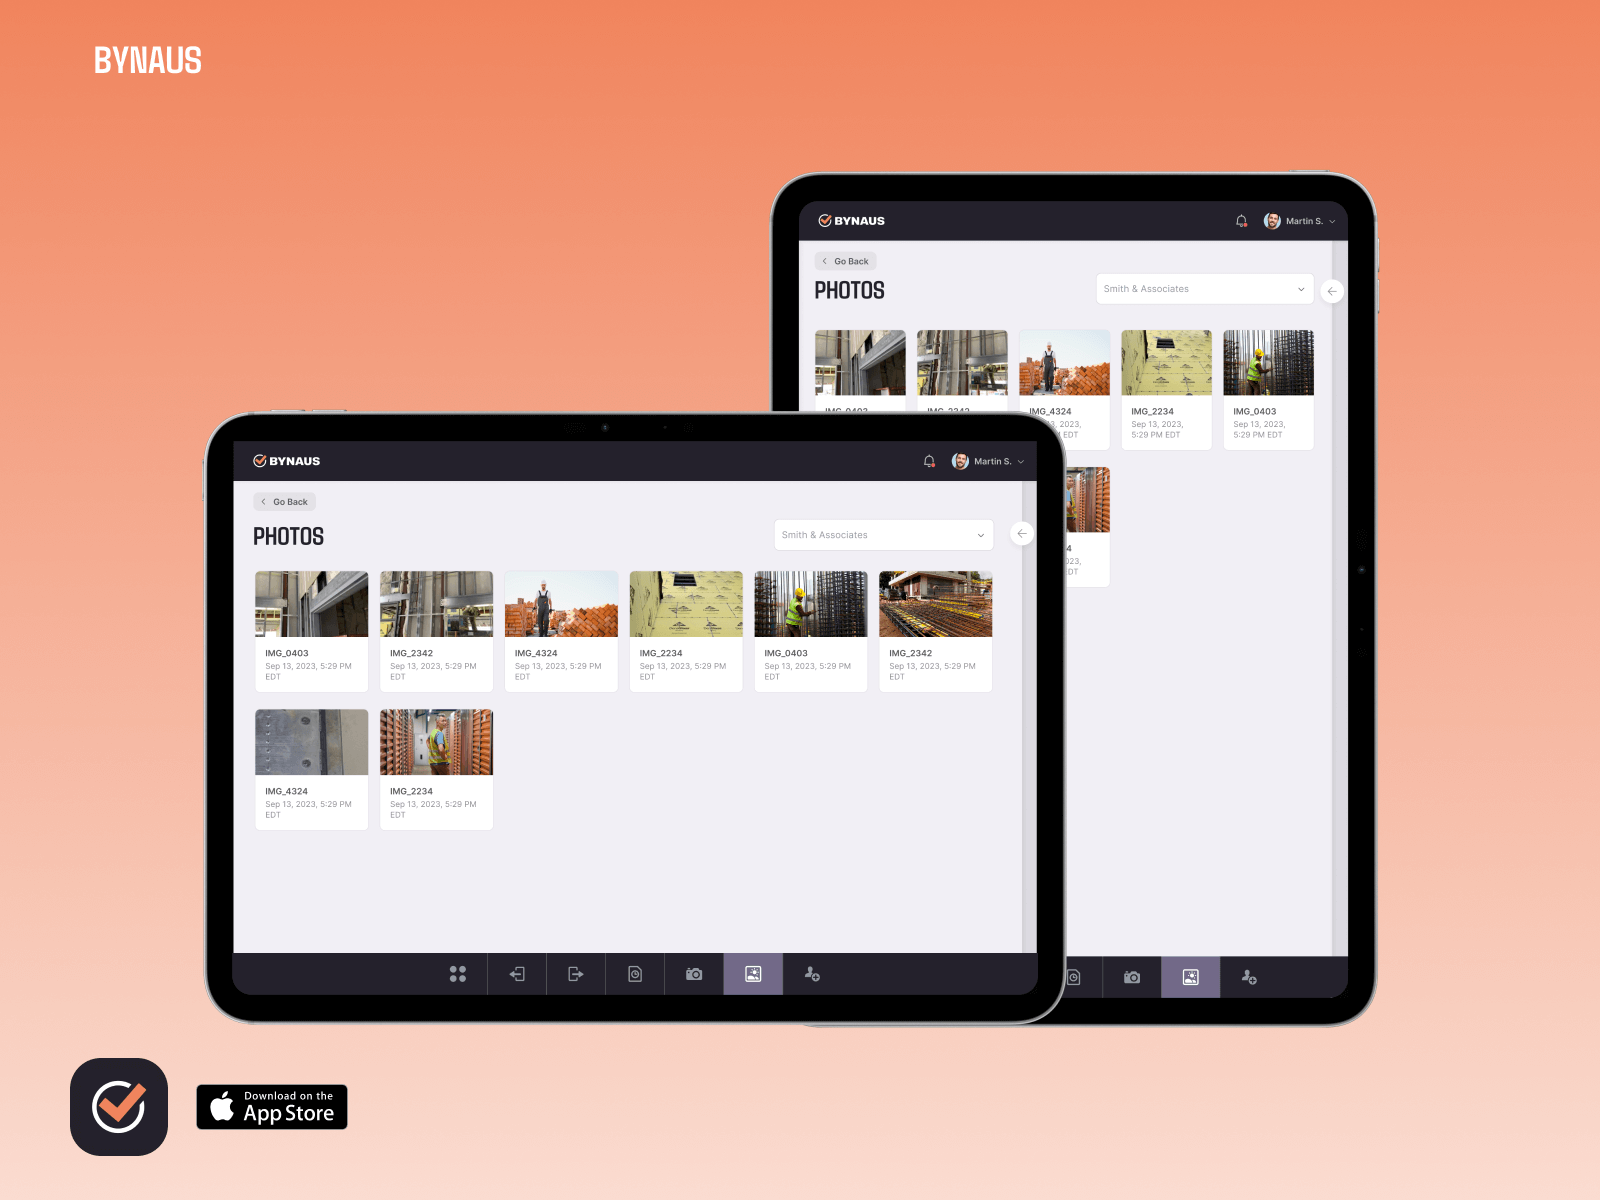 BYNAUS
BYNAUS
Martin S.
Go Back
PHOTOS
Smith & Associates
IMG_4324
IMG_2234
Sep 13, 2023,
5:29 PM EDT
IMG_0403
Sep 13, 2023,
5:29 PM EDT
BYNAUS
Martin S.
Go Back
PHOTOS
Smith & Associates
IMG_0403
Sep 13, 2023, 5:29 PM
EDT
IMG_2342
Sep 13, 2023, 5:29 PM
EDT
IMG_4324
Sep 13, 2023, 5:29 PM
EDT
IMG_2234
Sep 13, 2023, 5:29 PM
EDT
IMG_0403
Sep 13, 2023, 5:29 PM
EDT
IMG_2342
Sep 13, 2023, 5:29 PM
EDT
IMG_4324
Sep 13, 2023, 5:29 PM
EDT
IMG_2234
Sep 13, 2023, 5:29 PM
EDT
Download on the
App Store